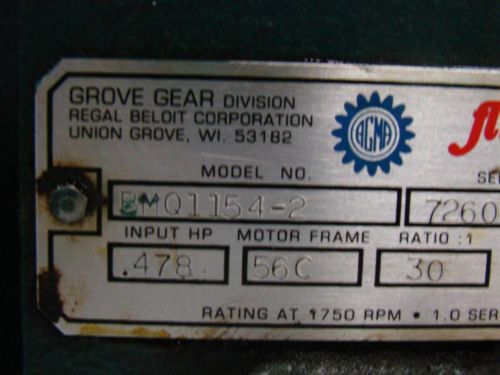 GROVE GEAR DIVISION
REGAL BELOIT CORPORATION
UNION GROVE, WI. 53182
AGMA
MODEL NO.
BMQ1154-2
7260
INPUT HP MOTOR FRAME RATIO :1
.478 56C 30
RATING AT 1750 RPM • 1.0